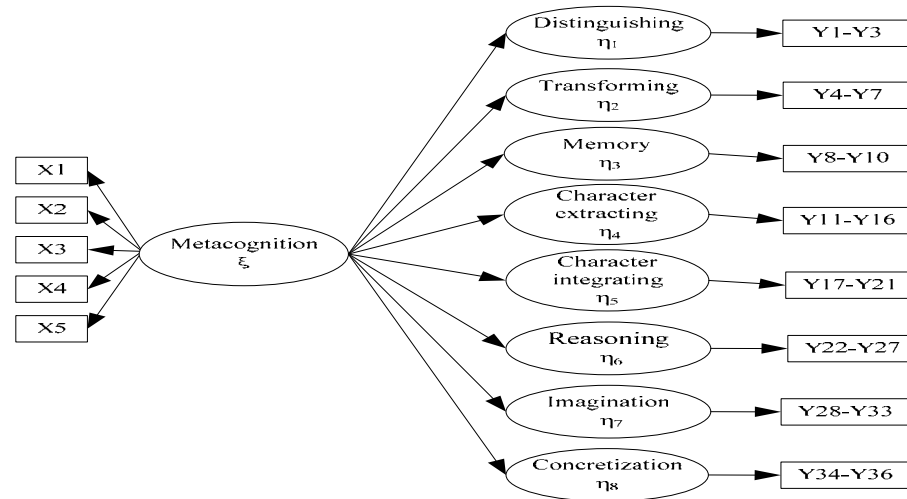 X1
X2
X3
X4
X5
Metacognition
ξ
Distinguishing
η1
Y1-Y3
Transforming
η2
Y4-Y7
Memory
η3
Y8-Y10
Character
extracting
η4
Y11-Y16
Character
integrating
η5
Y17-Y21
Reasoning
η6
Y22-Y27
Imagination
η7
Y28-Y33
Concretization
η8
Y34-Y36